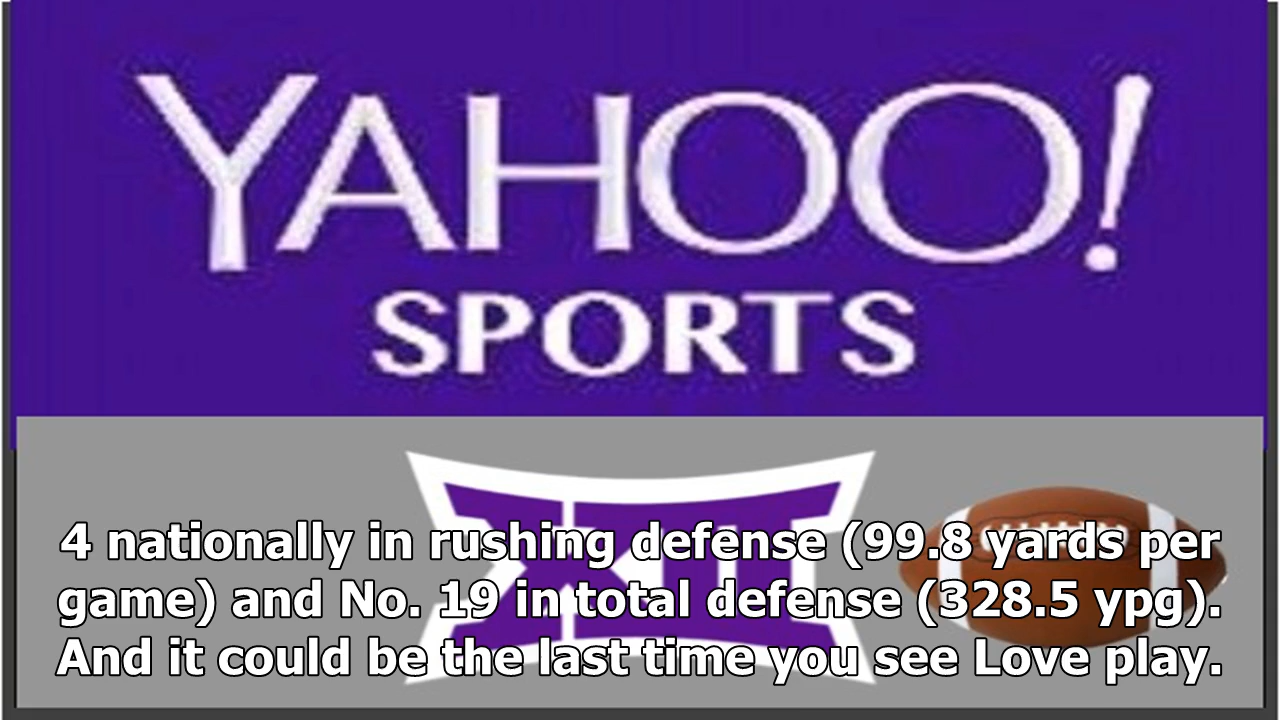 YAHOO!
SPORTS
XII
4 nationally in rushing defense (99.8 yards per
game) and No. 19 in total defense (328.5 ypg).
And it could be the last time you see Love play.